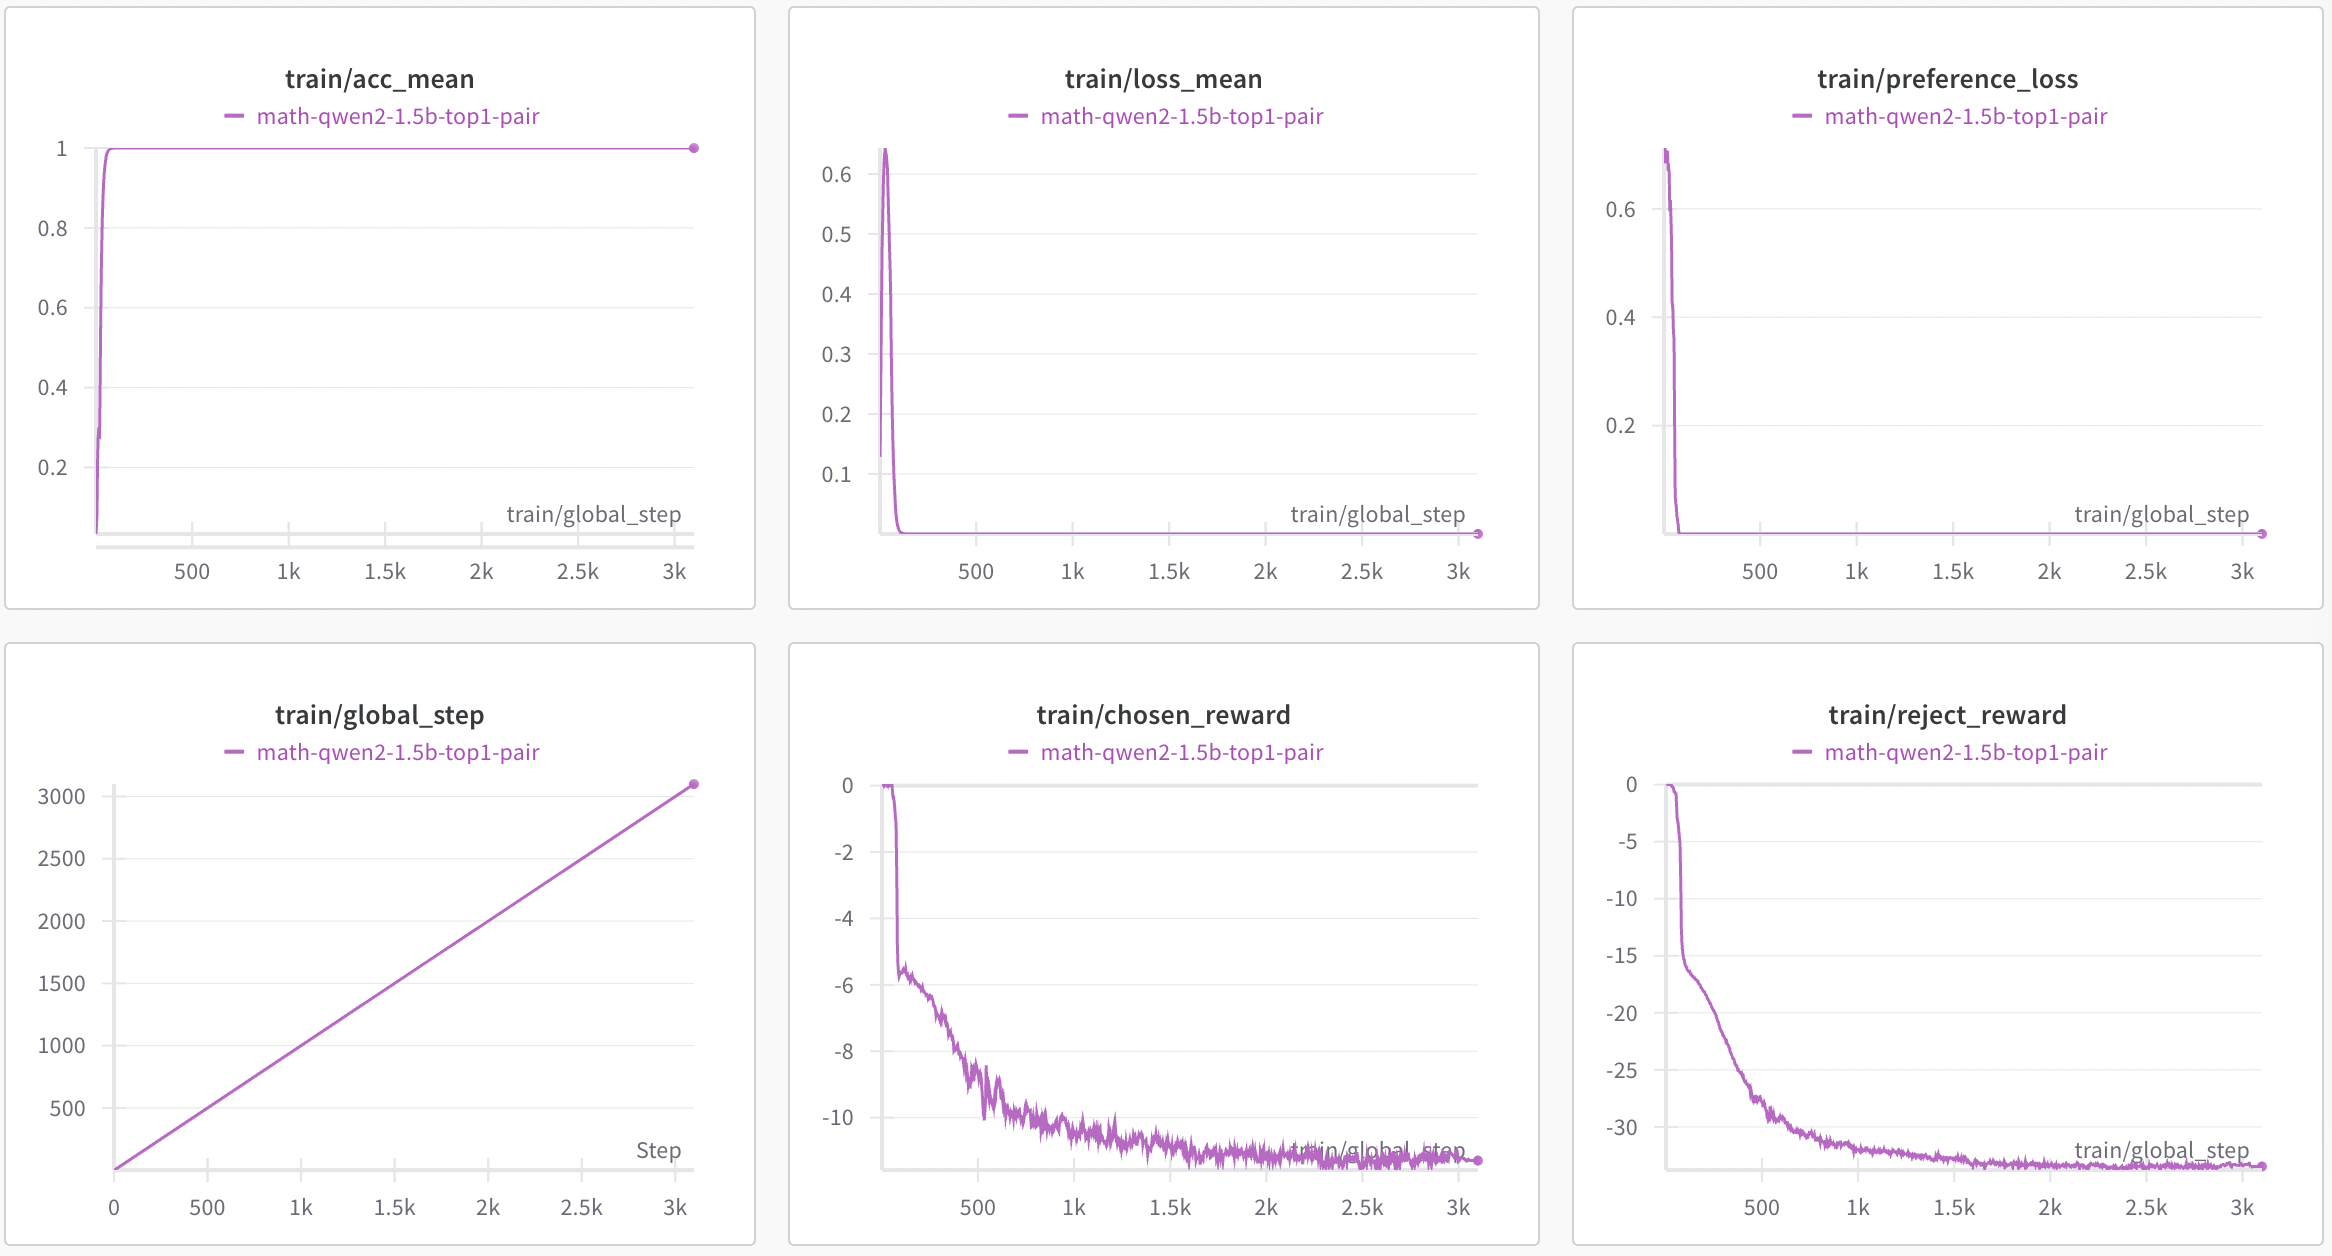 train/acc_mean
math-qwen2-1.5b-top1-pair
1
0.8
0.6
0.4
0.2
train/global_step
500 1k 1.5k 2k 2.5k 3k
train/loss_mean
math-qwen2-1.5b-top1-pair
0.6
0.5
0.4
0.3
0.2
0.1
train/global_step
500 1k 1.5k 2k 2.5k 3k
train/preference_loss
math-qwen2-1.5b-top1-pair
0.6
0.4
0.2
train/global_step
500 1k 1.5k 2k 2.5k 3k
train/global_step
math-qwen2-1.5b-top1-pair
3000
2500
2000
1500
1000
500
Step
0 500 1k 1.5k 2k 2.5k 3k
train/chosen_reward
math-qwen2-1.5b-top1-pair
0
-2
-4
-6
-8
-10
train/global_step
500 1k 1.5k 2k 2.5k 3k
train/reject_reward
math-qwen2-1.5b-top1-pair
0
-5
-10
-15
-20
-25
-30
train/global_step
500 1k 1.5k 2k 2.5k 3k